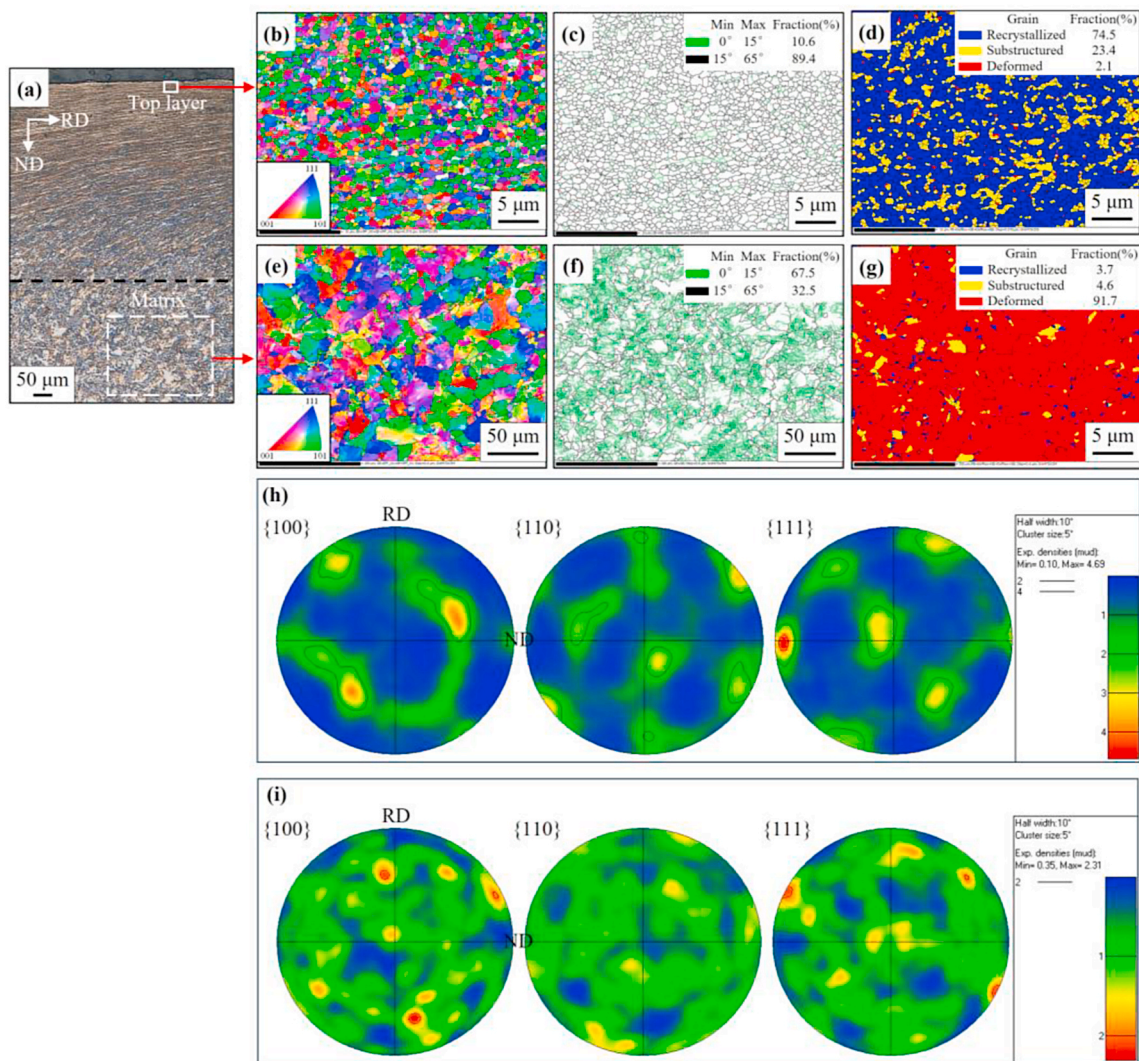 (a)
Top layer
RD
ND
Matrix
50 μm
(b)
111
001 101
5 μm
(c)
Min Max Fraction(%)
0° 15° 10.6
15° 65° 89.4
5 μm
(d)
Grain Fraction(%)
Recrystallized 74.5
Substructured 23.4
Deformed 2.1
5 μm
(e)
111
001 101
50 μm
(f)
Min Max Fraction(%)
0° 15° 67.5
15° 65° 32.5
50 μm
(g)
Grain Fraction(%)
Recrystallized 3.7
Substructured 4.6
Deformed 91.7
5 μm
(h)
{100} RD {110} {111}
ND
Half width:10°
Cluster size:5°
Exp. densities (mud):
Min= 0.10, Max= 4.69
2
4
1
2
3
4
(i)
{100} RD {110} {111}
ND
Half width:10°
Cluster size:5°
Exp. densities (mud):
Min= 0.35, Max= 2.31
2
1
2